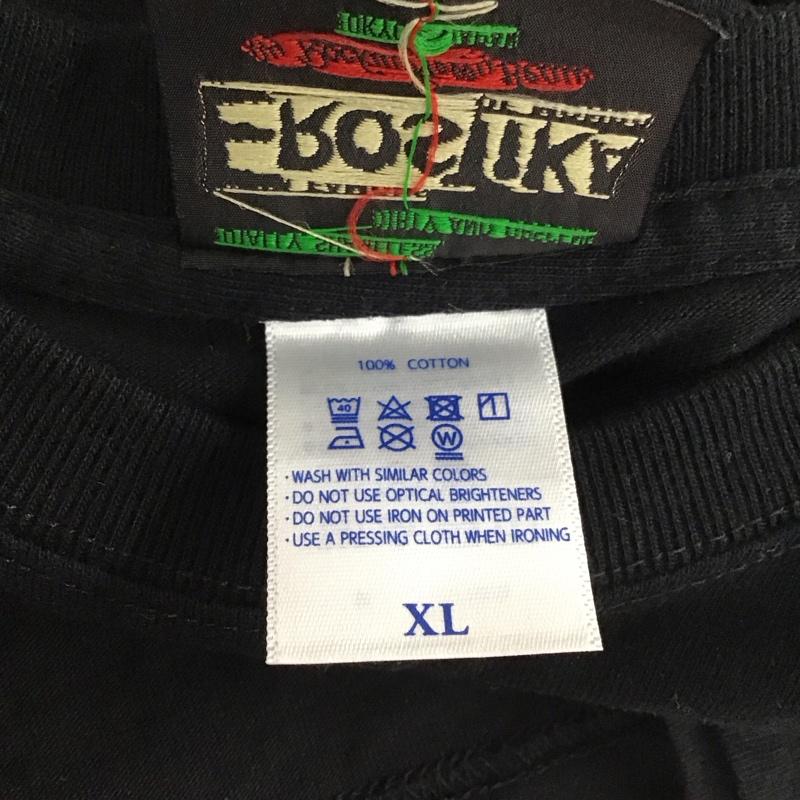 100% COTTON
40
W
· WASH WITH SIMILAR COLORS
· DO NOT USE OPTICAL BRIGHTENERS
· DO NOT USE IRON ON PRINTED PART
· USE A PRESSING CLOTH WHEN IRONING
XL